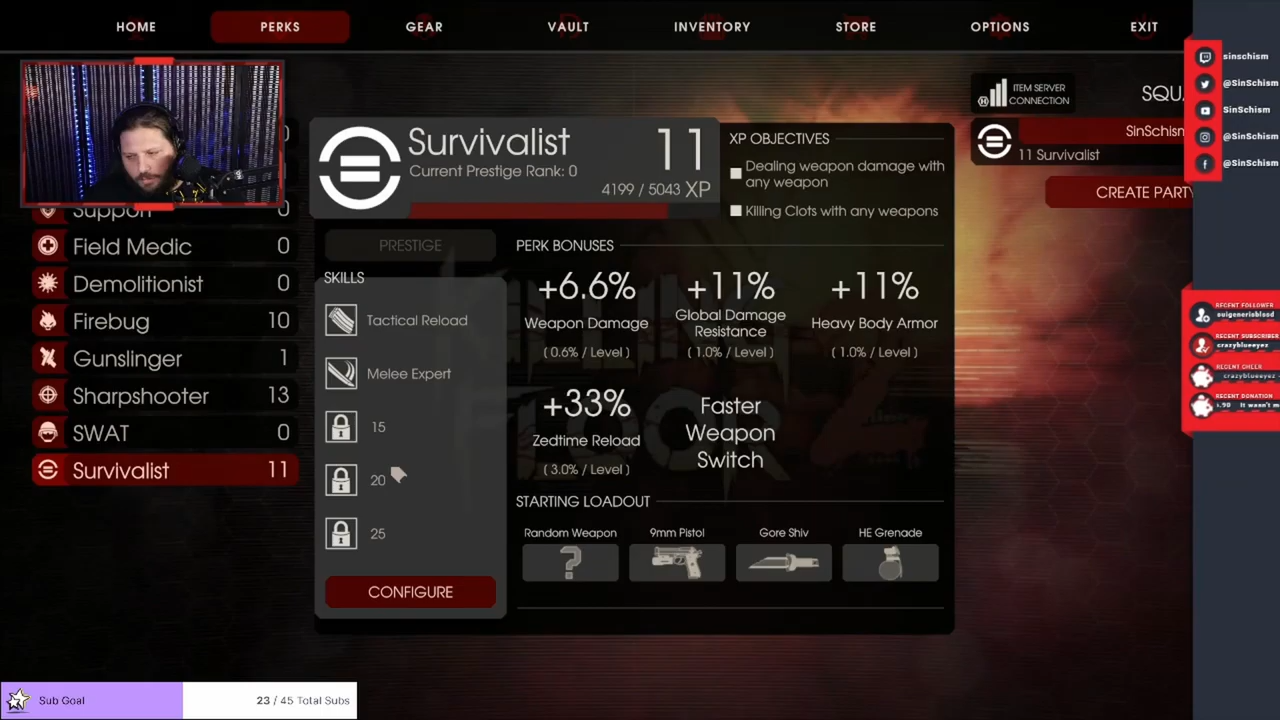 HOME
PERKS
GEAR
VAULT
INVENTORY
STORE
OPTIONS
EXIT
ITEM SERVER
CONNECTION
SinSchism
11 Survivalist
CREATE PARTY
sinschism
@SinSchism
SinSchism
@SinSchism
@SinSchism
Support 0
Field Medic 0
Demolitionist 0
Firebug 10
Gunslinger 1
Sharpshooter 13
SWAT 0
Survivalist 11
Survivalist 11
Current Prestige Rank: 0
4199 / 5043 XP
XP OBJECTIVES
Dealing weapon damage with
any weapon
Killing Clots with any weapons
PRESTIGE
SKILLS
Tactical Reload
Melee Expert
15
20
25
CONFIGURE
PERK BONUSES
+6.6%
Weapon Damage
( 0.6% / Level )
+11%
Global Damage
Resistance
( 1.0% / Level )
+11%
Heavy Body Armor
( 1.0% / Level )
+33%
Zedtime Reload
( 3.0% / Level )
Faster
Weapon
Switch
STARTING LOADOUT
Random Weapon
9mm Pistol
Gore Shiv
HE Grenade
RECENT FOLLOWER
RECENT SUBSCRIBER
crazyblueeyez
RECENT CHEER
crazyblueeyez
RECENT DONATION
Sub Goal
23 / 45 Total Subs